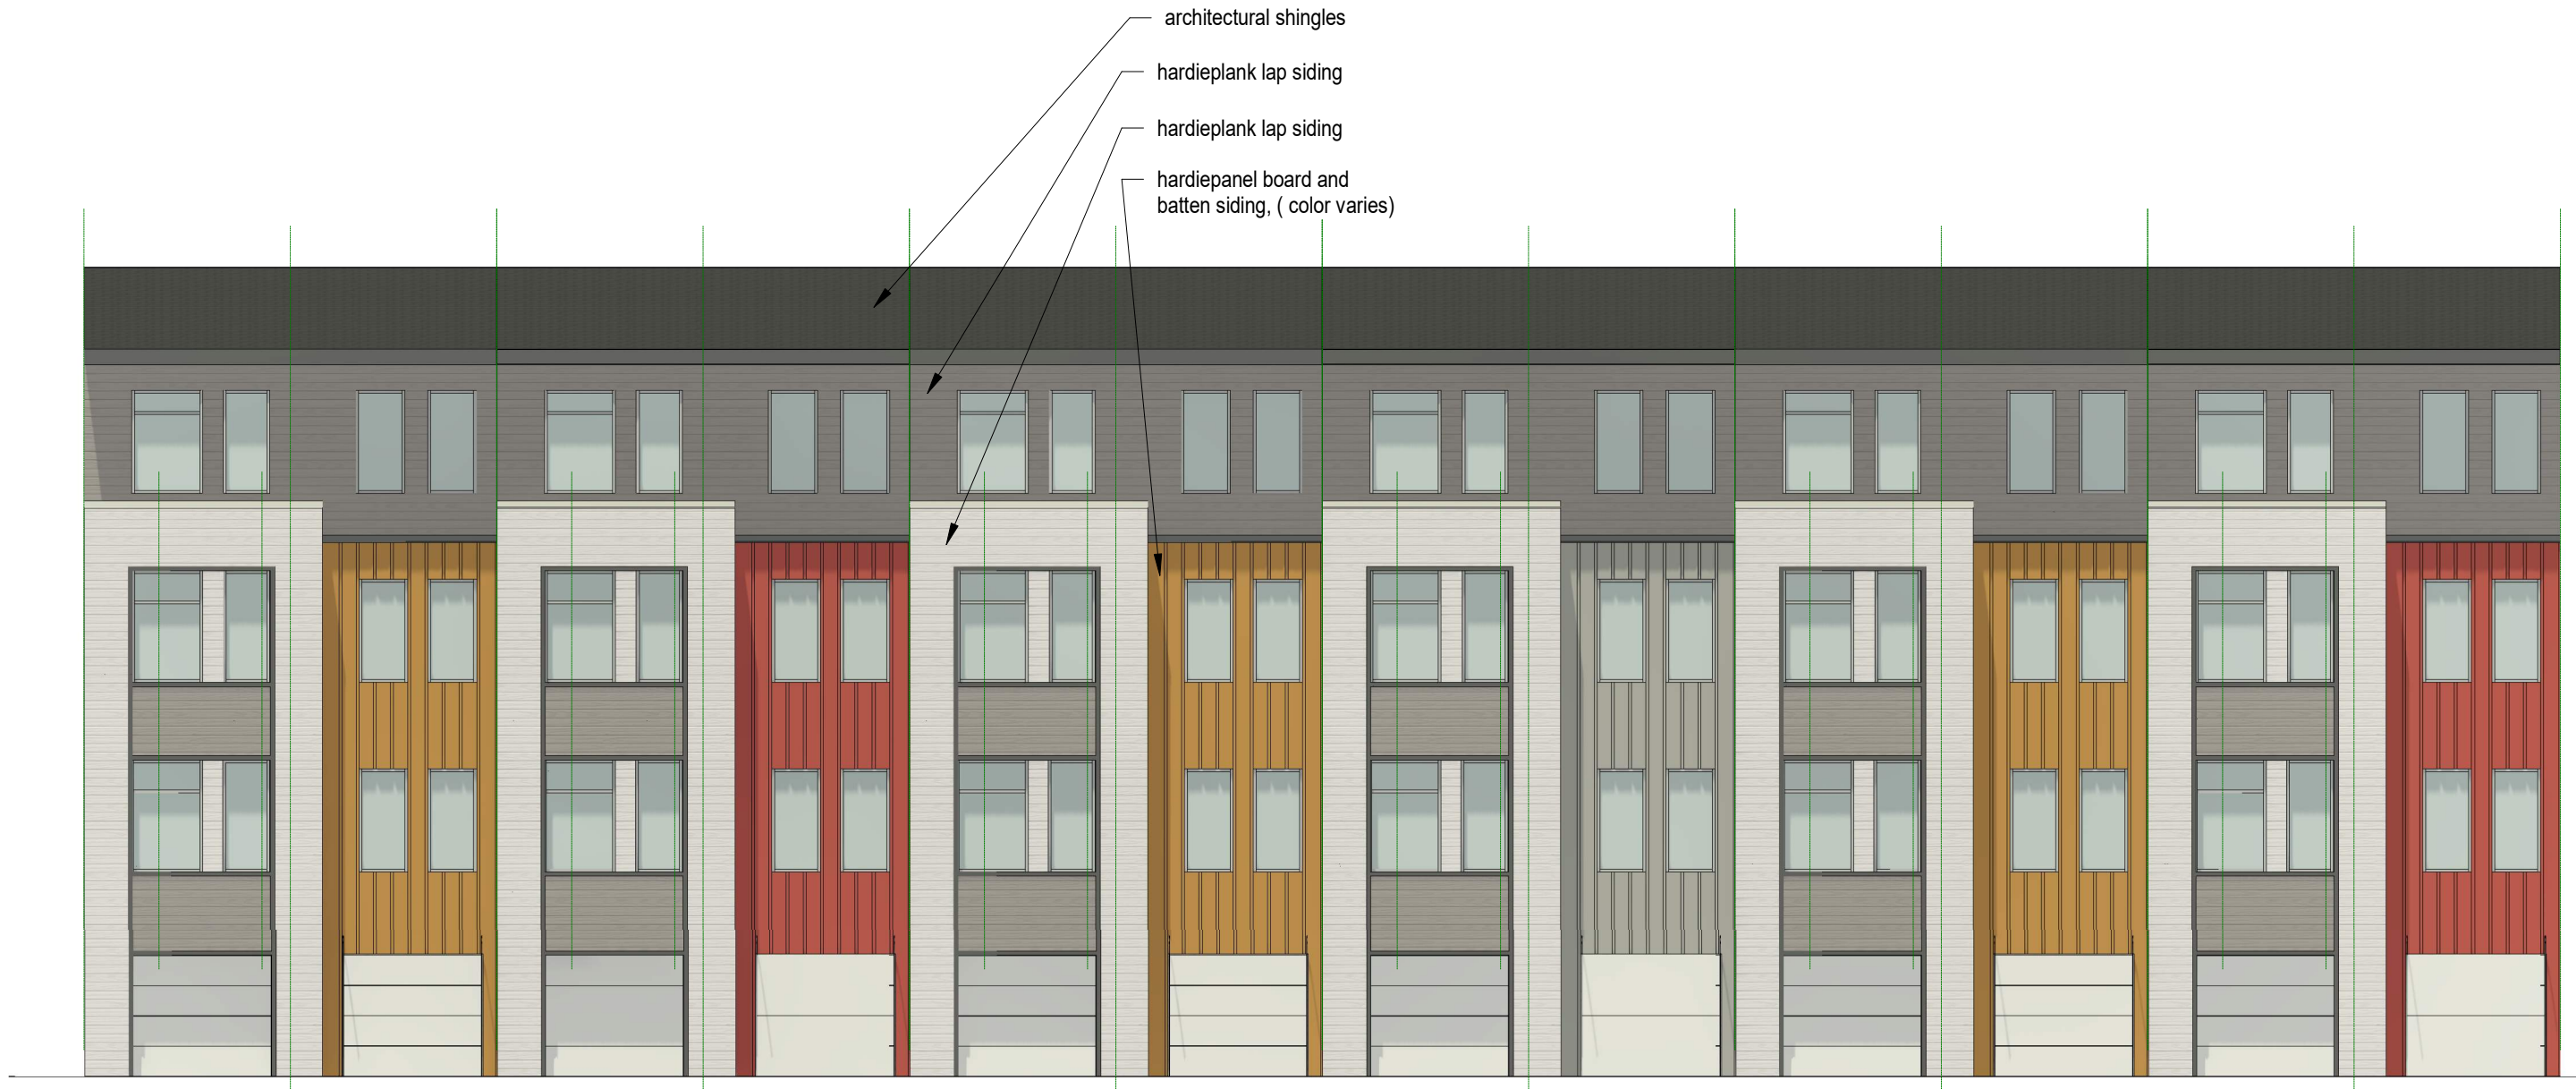 architectural shingles
hardieplank lap siding
hardieplank lap siding
hardiepanel board and
batten siding, ( color varies)